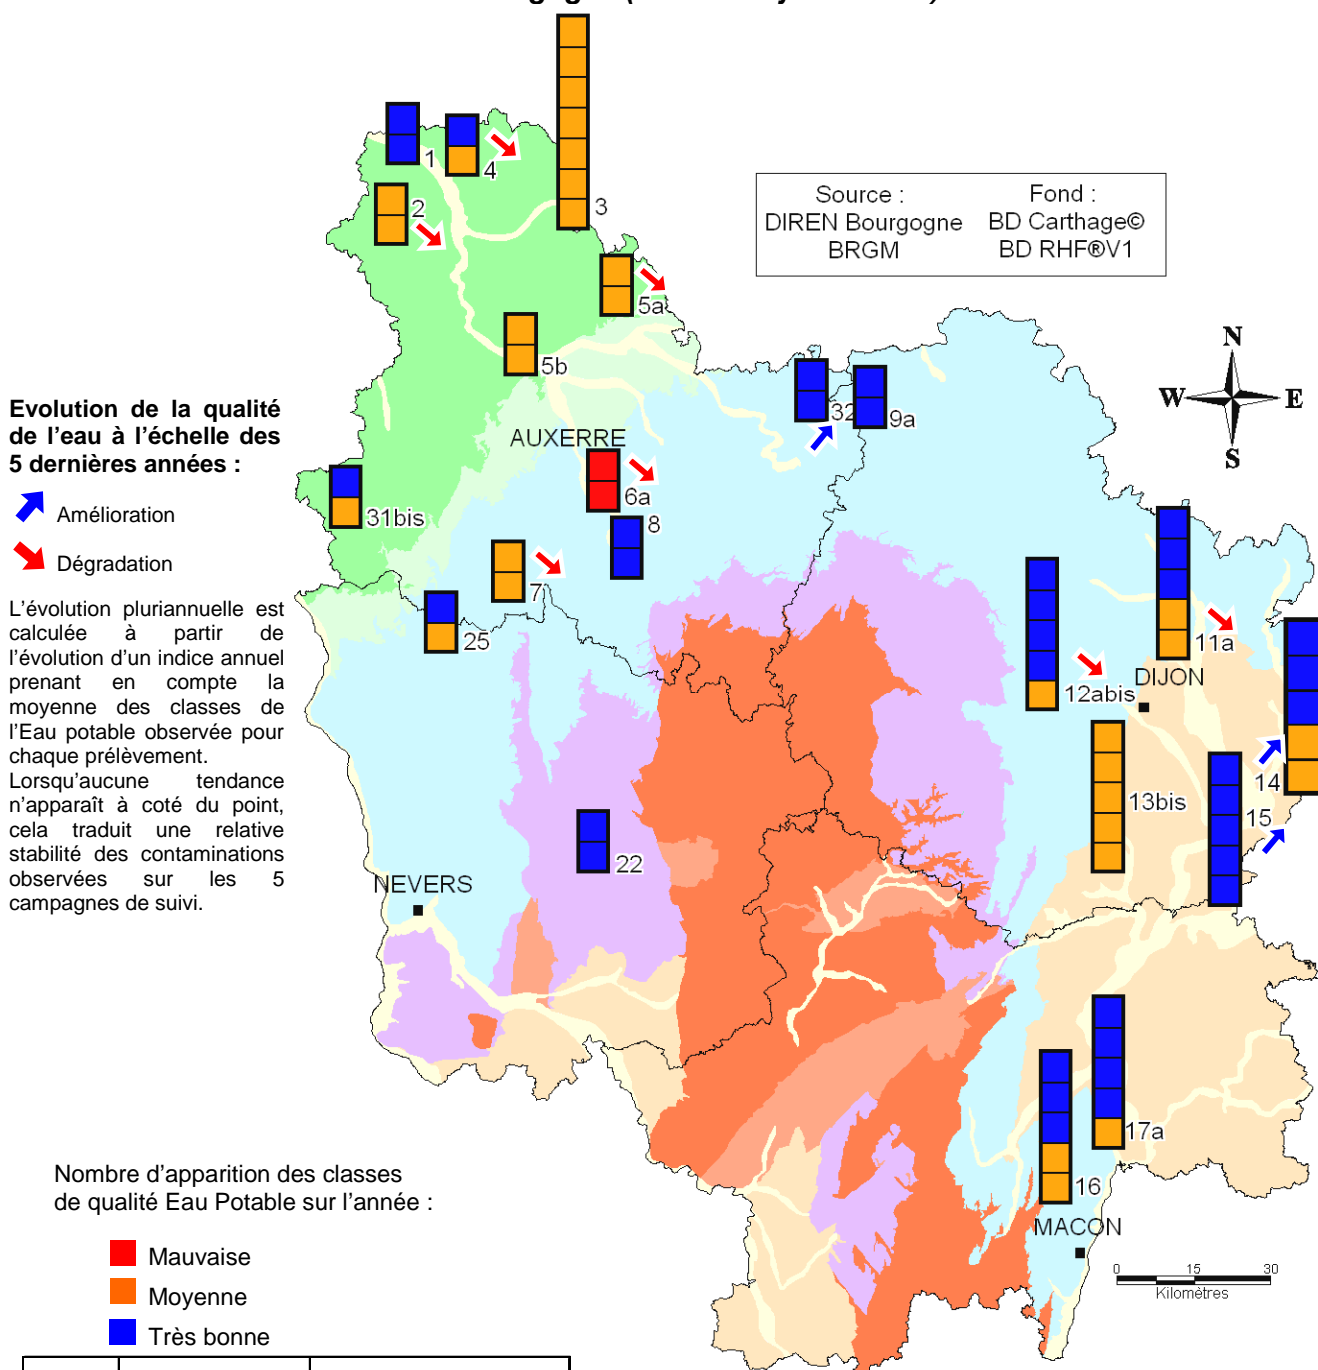 1
4
3
2
Source :
DIREN Bourgogne
BRGM
Fond :
BD Carthage©
BD RHF®V1
5a
5b
N
W
E
S
32
9a
Evolution de la qualité
de l'eau à l'échelle des
5 dernières années :
Amélioration
Dégradation
L'évolution pluriannuelle est
calculée à partir de
l'évolution d'un indice annuel
prenant en compte la
moyenne des classes de
l'Eau potable observée pour
chaque prélèvement.
Lorsqu'aucune tendance
n'apparaît à coté du point,
cela traduit une relative
stabilité des contaminations
observées sur les 5
campagnes de suivi.
AUXERRE
6a
31bis
8
7
25
11a
12abis
DIJON
14
13bis
15
22
NEVERS
17a
16
MACON
0 15 30
Kilomètres
Nombre d'apparition des classes
de qualité Eau Potable sur l'année :
Mauvaise
Moyenne
Très bonne